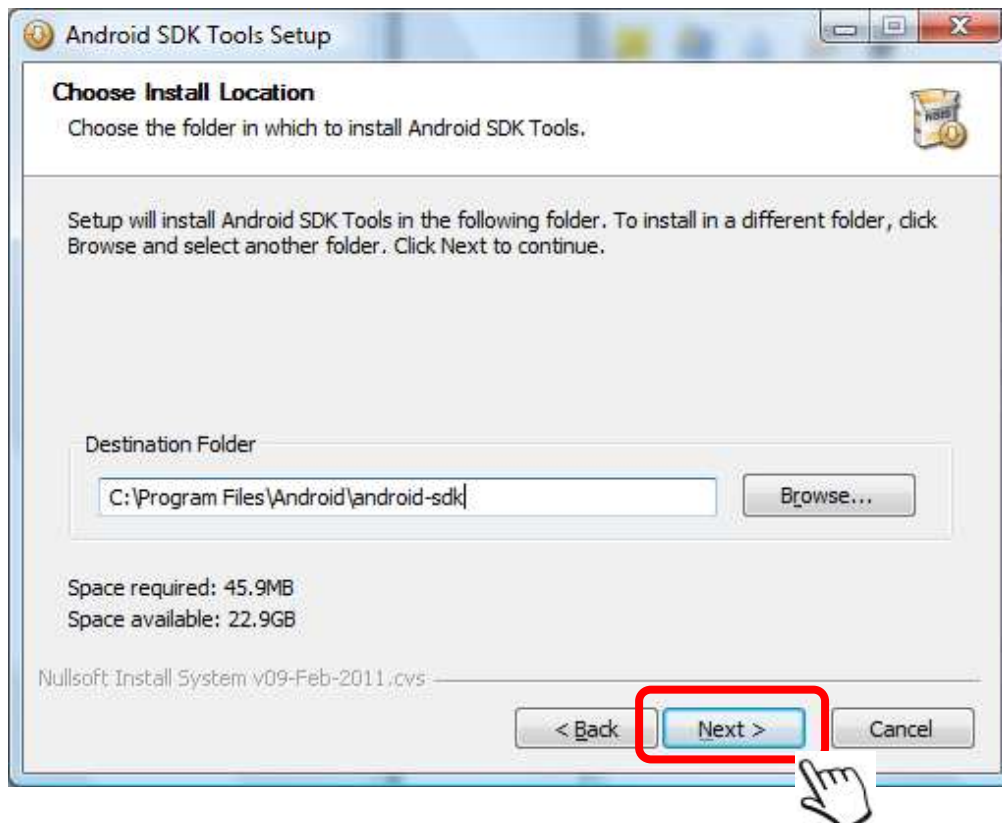 Android SDK Tools Setup
Choose Install Location
Choose the folder in which to install Android SDK Tools.
Setup will install Android SDK Tools in the following folder. To install in a different folder, click
Browse and select another folder. Click Next to continue.
Destination Folder
C:\Program Files\Android\android-sdk
Browse...
Space required: 45.9MB
Space available: 22.9GB
Nullsoft Install System v09-Feb-2011.cvs
< Back
Next >
Cancel